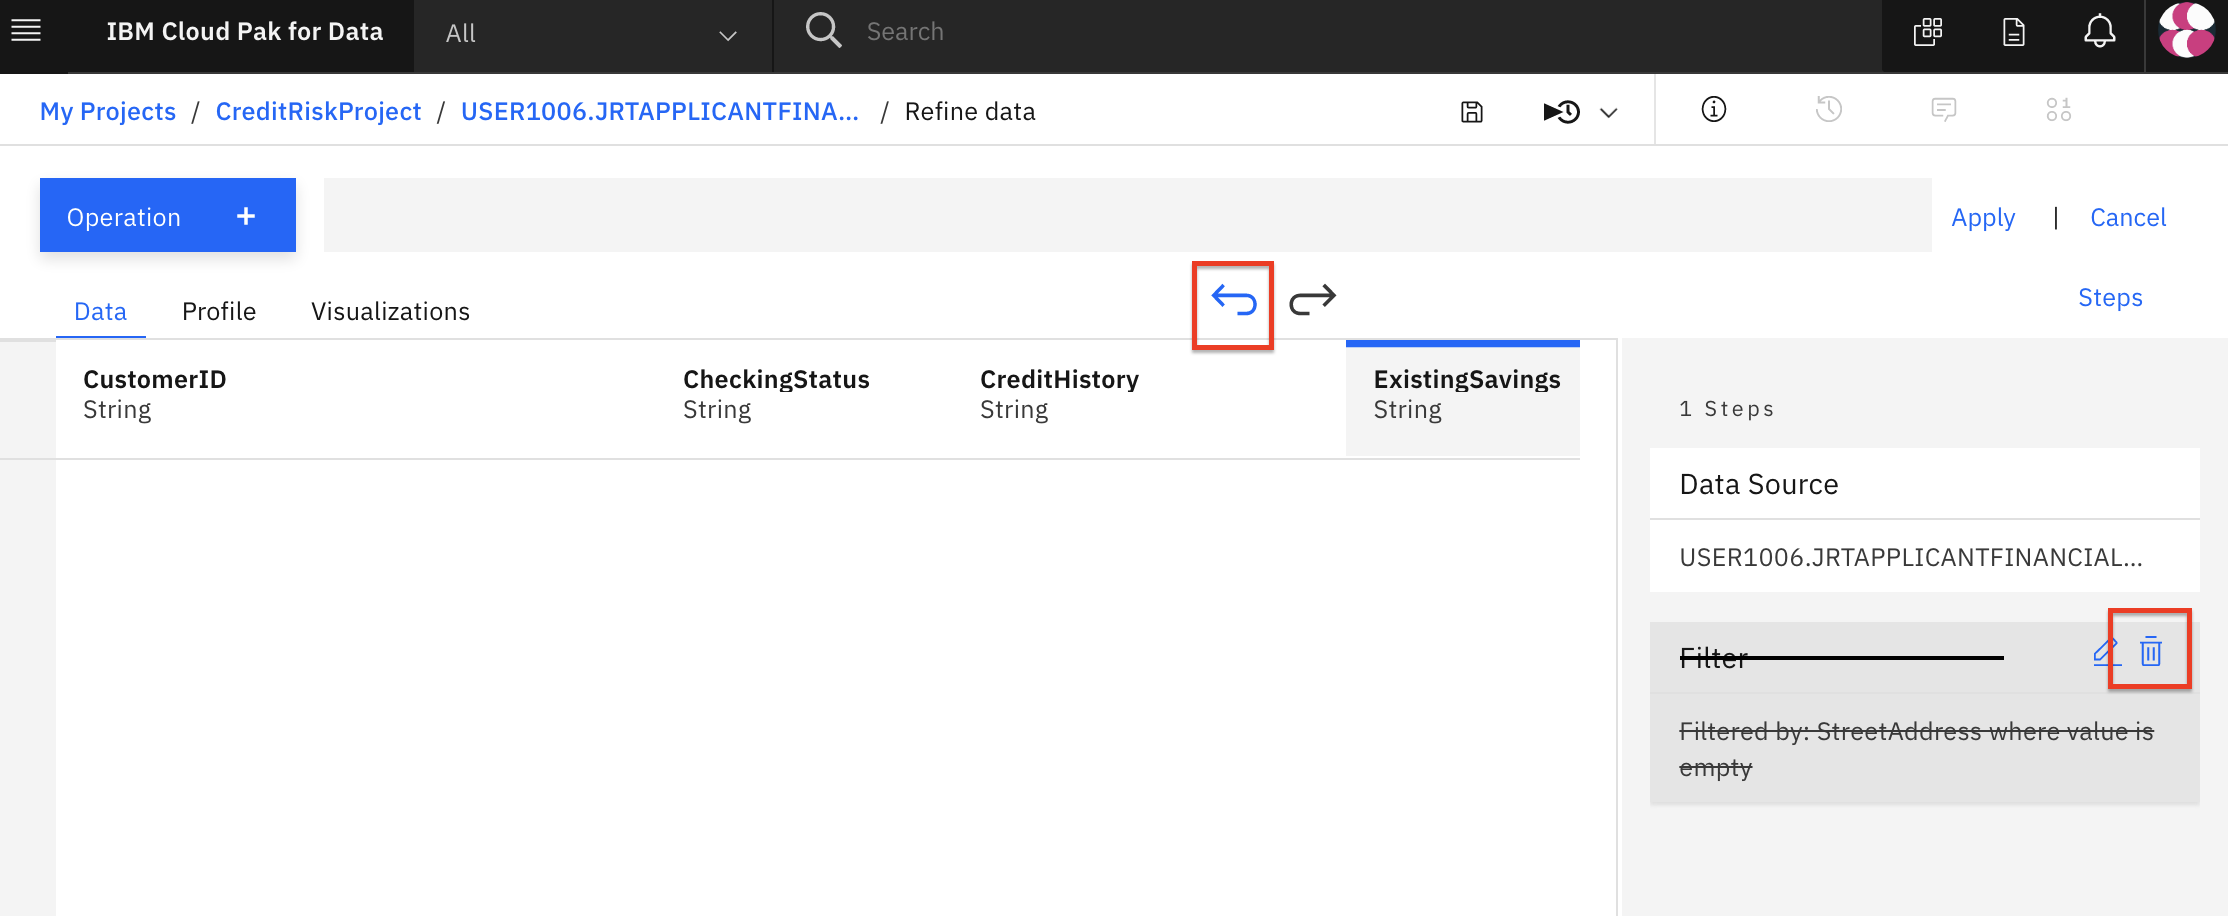 IBM Cloud Pak for Data
All
Search
My Projects / CreditRiskProject / USER1006.JRTAPPLICANTFINA... / Refine data
Operation +
Apply | Cancel
Data Profile Visualizations
Steps
CustomerID CheckingStatus CreditHistory ExistingSavings
String String String String
1 Steps
Data Source
USER1006.JRTAPPLICANTFINANCIAL...
Filter
Filtered by: StreetAddress where value is
empty